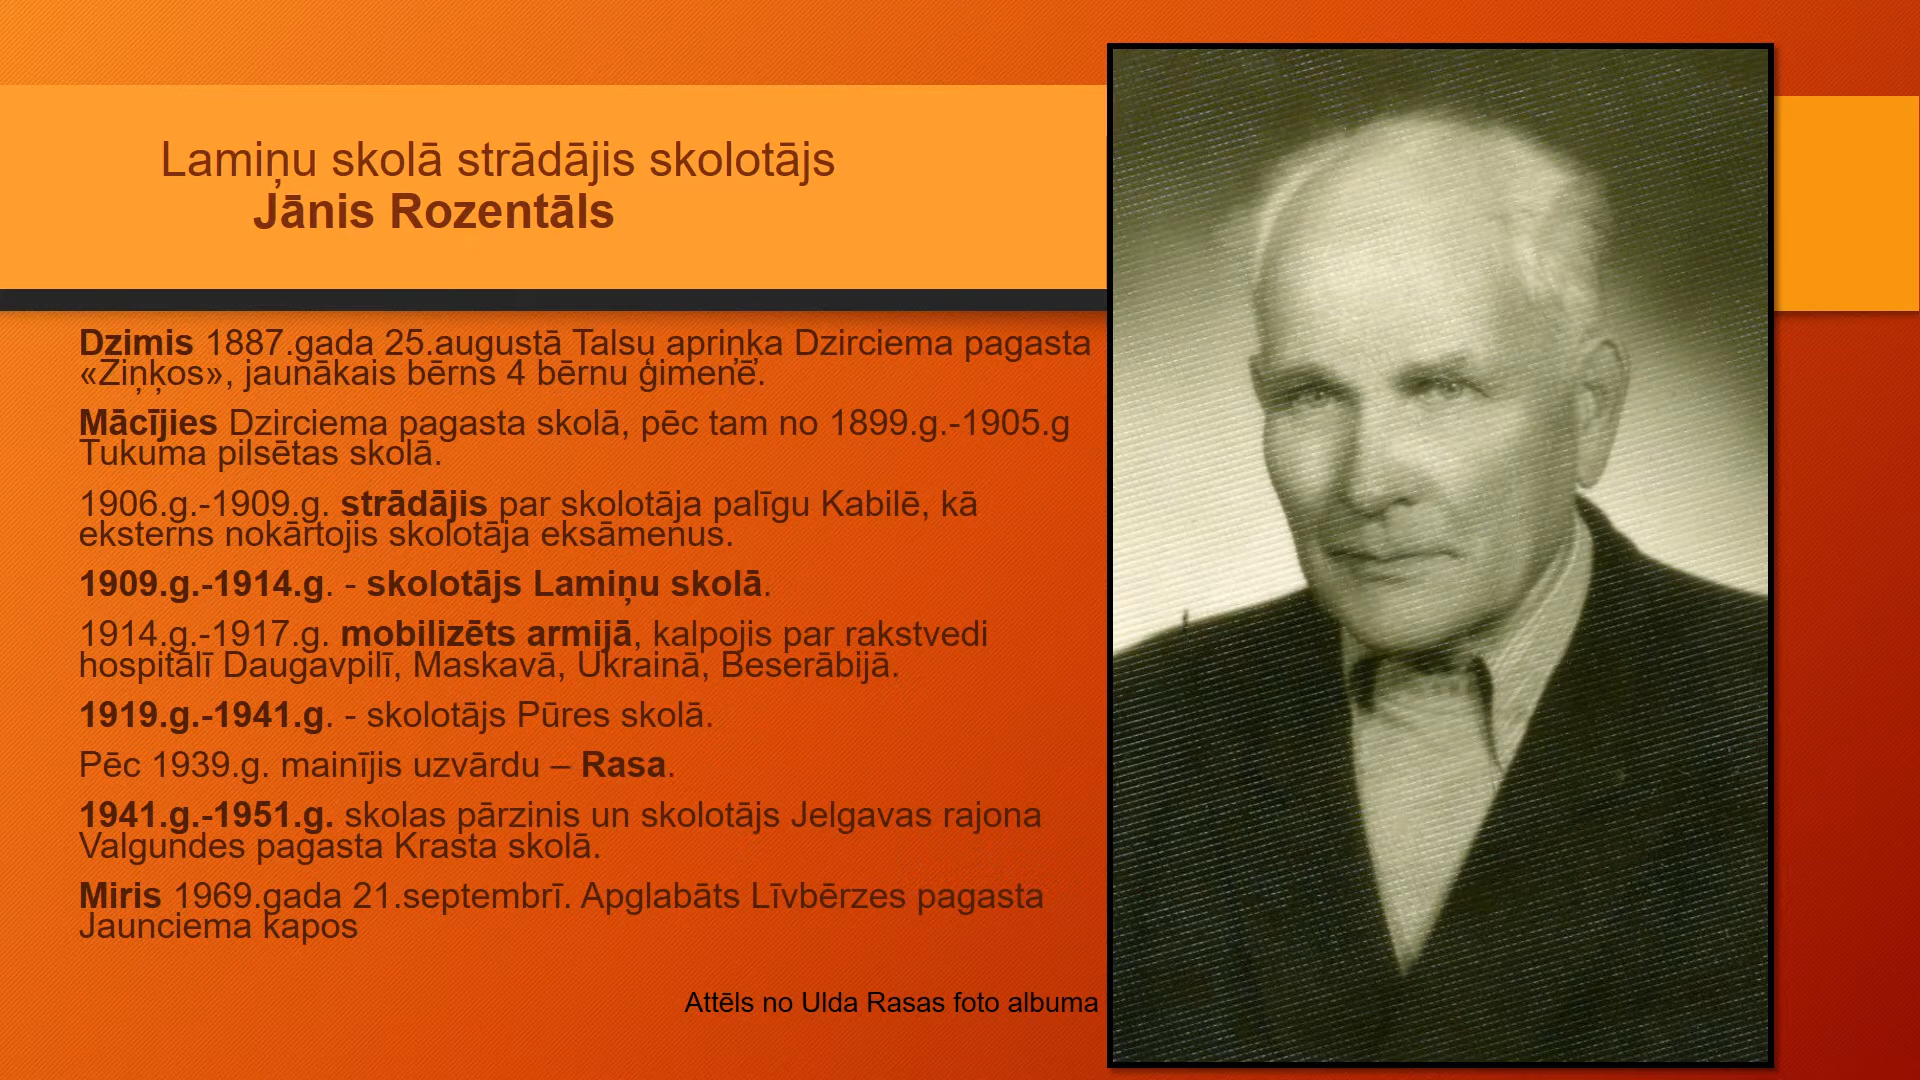 Lamiņu skolā strādājis skolotājs
Jānis Rozentāls
Dzimis 1887.gada 25.augustā Talsu apriņķa Dzirciema pagasta
«Ziņķos», jaunākais bērns 4 bērnu ģimenē.
Mācījies Dzirciema pagasta skolā, pēc tam no 1899.g.-1905.g
Tukuma pilsētas skolā.
1906.g.-1909.g. strādājis par skolotāja palīgu Kabilē, kā
eksterns nokārtojis skolotāja eksāmenus.
1909.g.-1914.g. - skolotājs Lamiņu skolā.
1914.g.-1917.g. mobilizēts armijā, kalpojis par rakstvedi
hospitālī Daugavpilī, Maskavā, Ukrainā, Beserābijā.
1919.g.-1941.g. - skolotājs Pūres skolā.
Pēc 1939.g. mainījis uzvārdu – Rasa.
1941.g.-1951.g. skolas pārzinis un skolotājs Jelgavas rajona
Valgundes pagasta Krasta skolā.
Miris 1969.gada 21.septembrī. Apglabāts Līvbērzes pagasta
Jaunciema kapos
Attēls no Ulda Rasas foto albuma